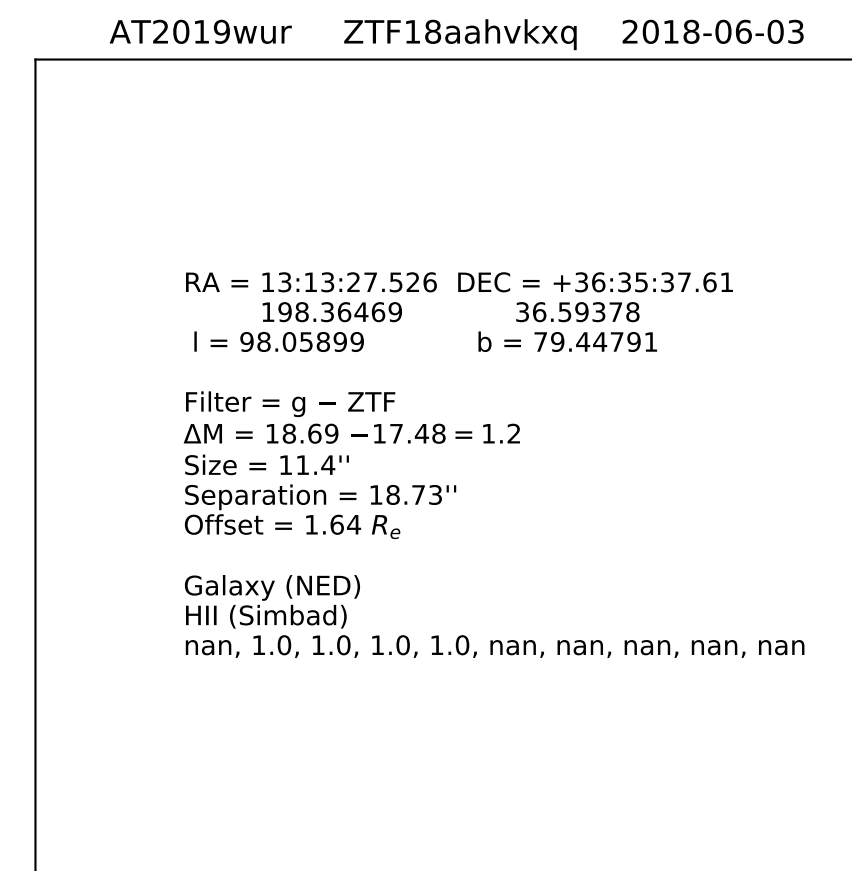 AT2019wur ZTF18aahvkxq 2018-06-03
RA = 13:13:27.526 DEC = +36:35:37.61
198.36469 36.59378
l = 98.05899 b = 79.44791
Filter = g − ZTF
ΔM = 18.69 −17.48 = 1.2
Size = 11.4''
Separation = 18.73''
Offset = 1.64 Rₑ
Galaxy (NED)
HII (Simbad)
nan, 1.0, 1.0, 1.0, 1.0, nan, nan, nan, nan, nan